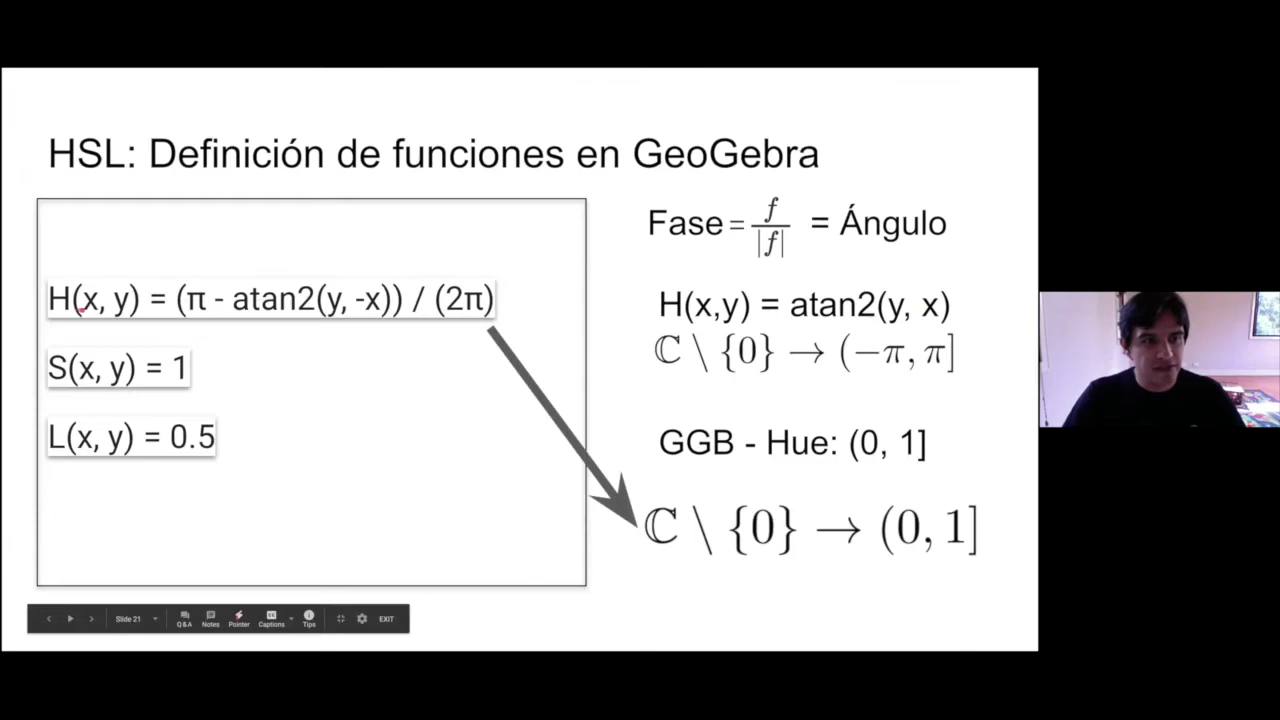 HSL: Definición de funciones en GeoGebra
H(x, y) = (π - atan2(y, -x)) / (2π)
S(x, y) = 1
L(x, y) = 0.5
Fase = f / |f| = Ángulo
H(x,y) = atan2(y, x)
ℂ \ {0} → (−π, π]
GGB - Hue: (0, 1]
ℂ \ {0} → (0, 1]
Slide 21 Q&A Notes Pointer Captions Tips EXIT